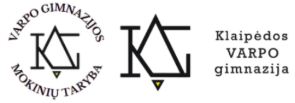 VARPO GIMNAZIJOS
MOKINIŲ TARYBA
Klaipėdos
VARPO
gimnazija